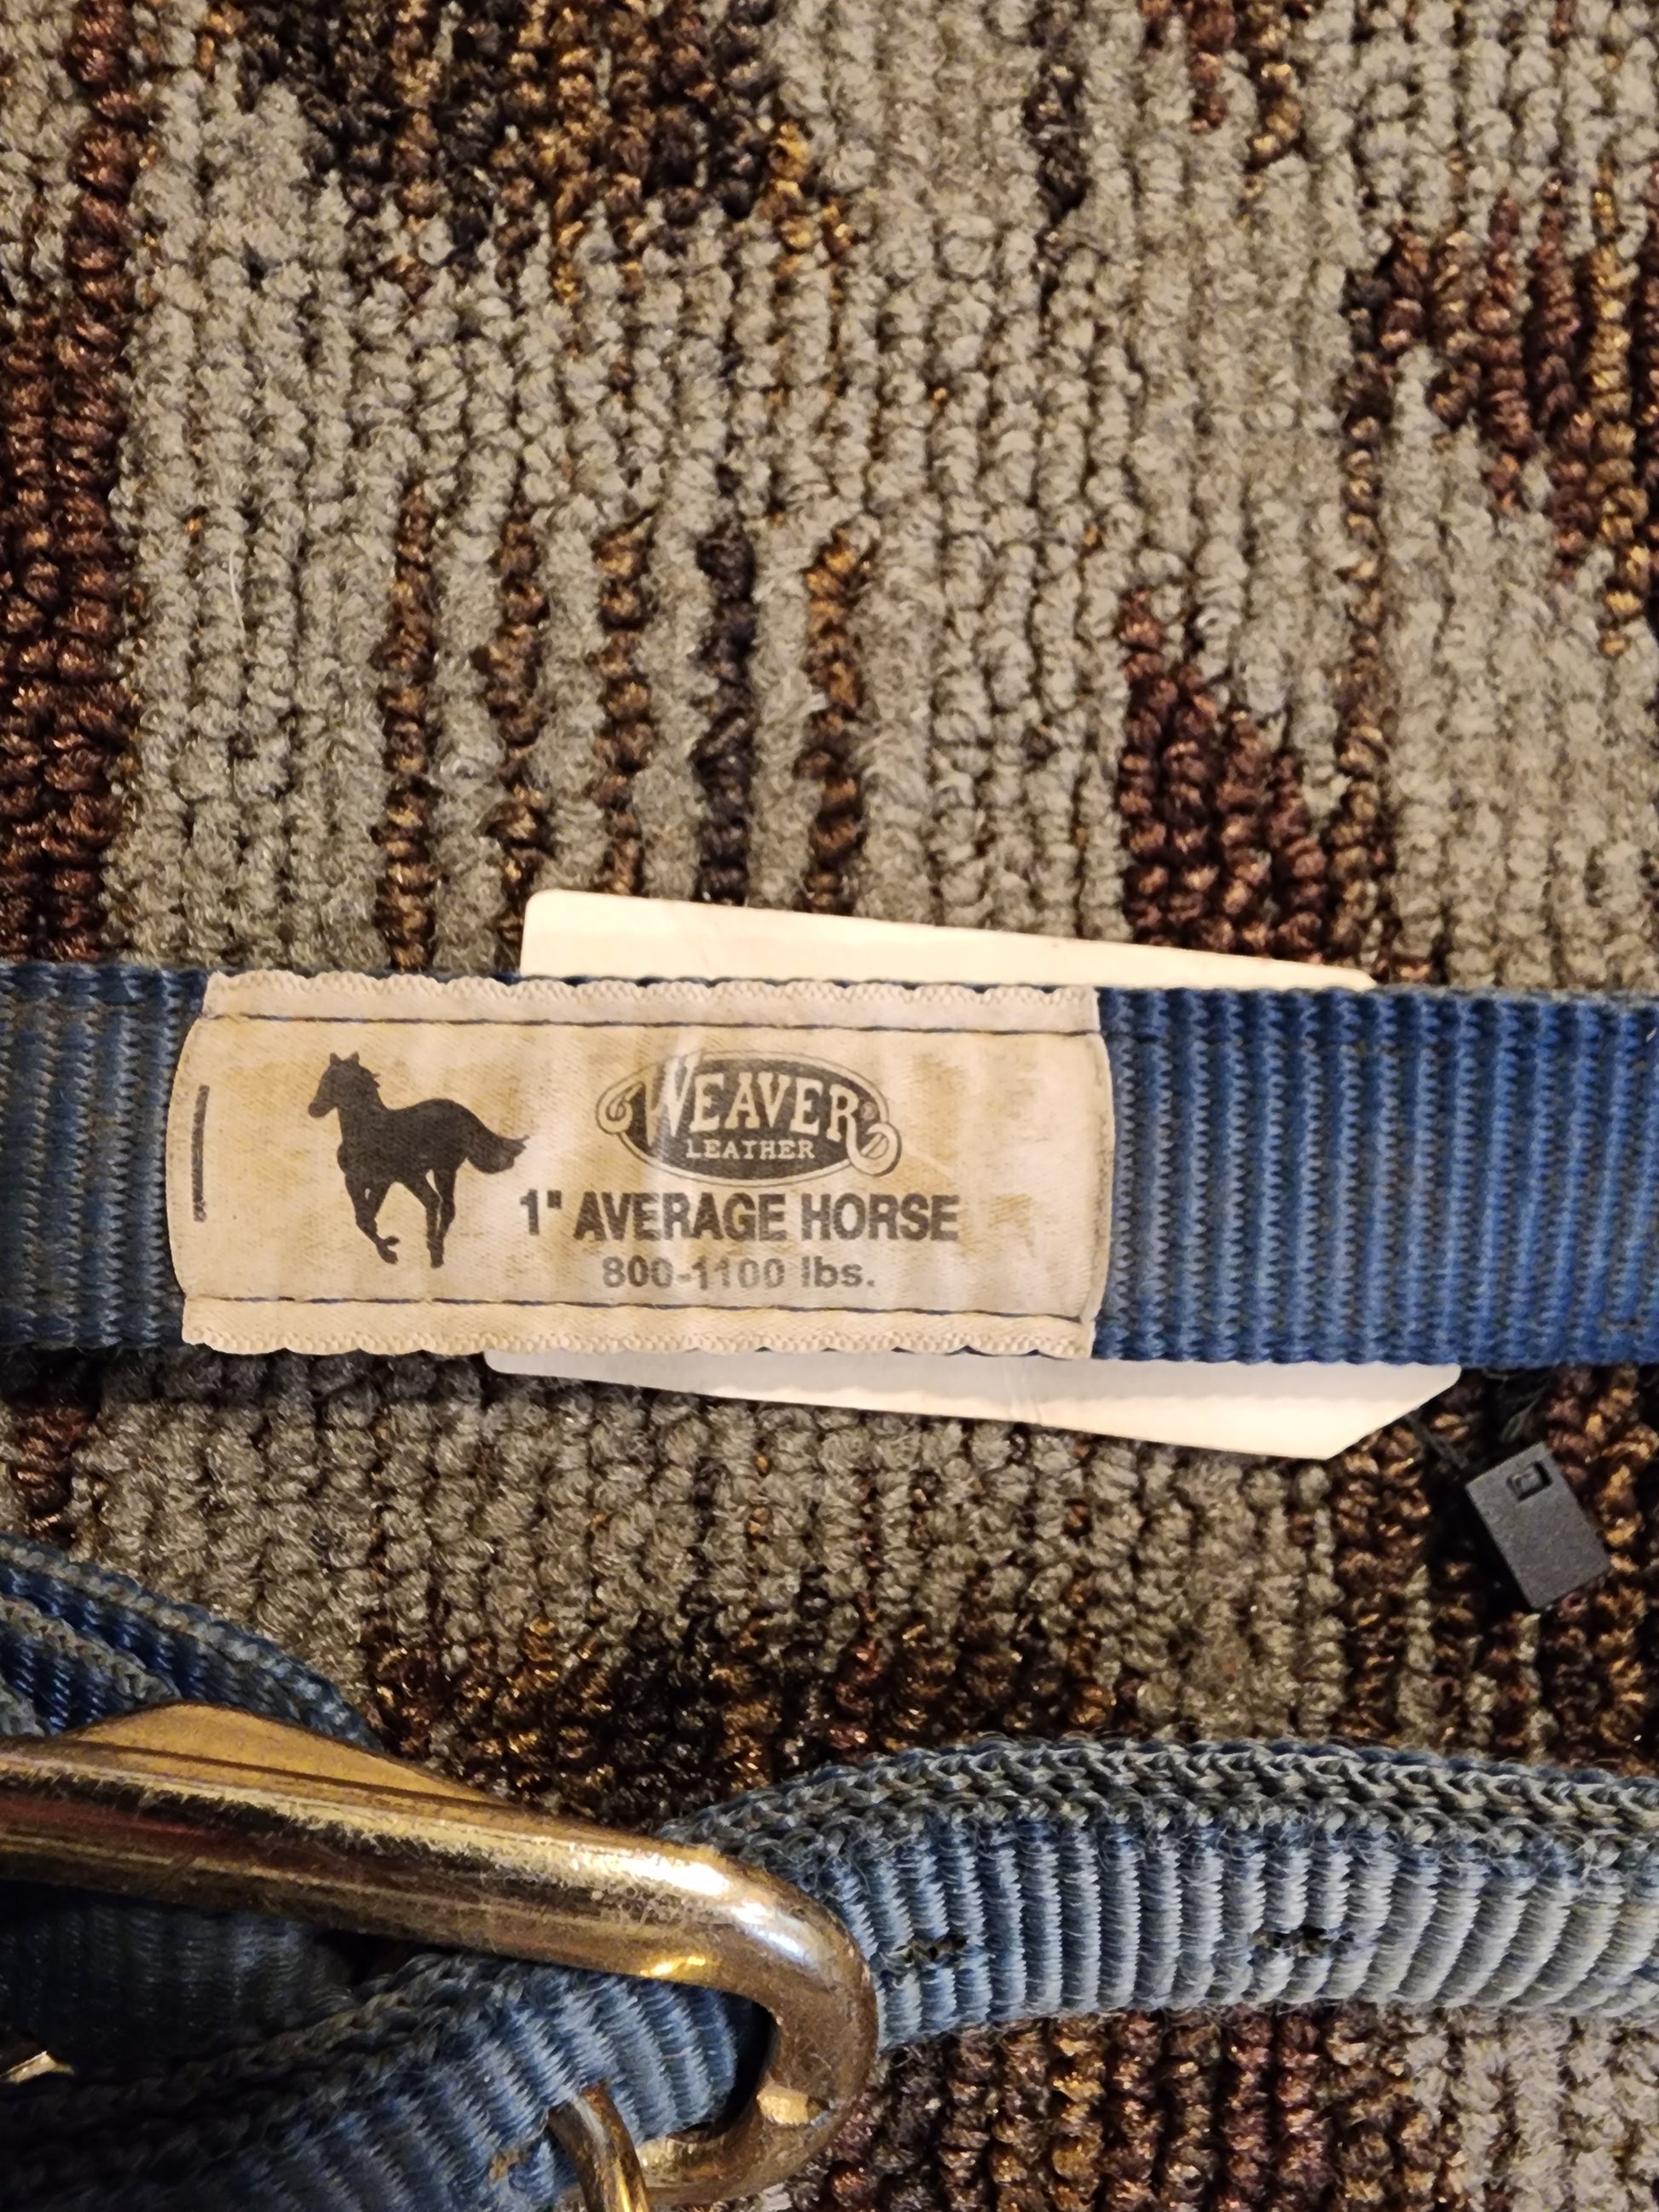 WEAVER®
LEATHER
1" AVERAGE HORSE
800-1100 lbs.